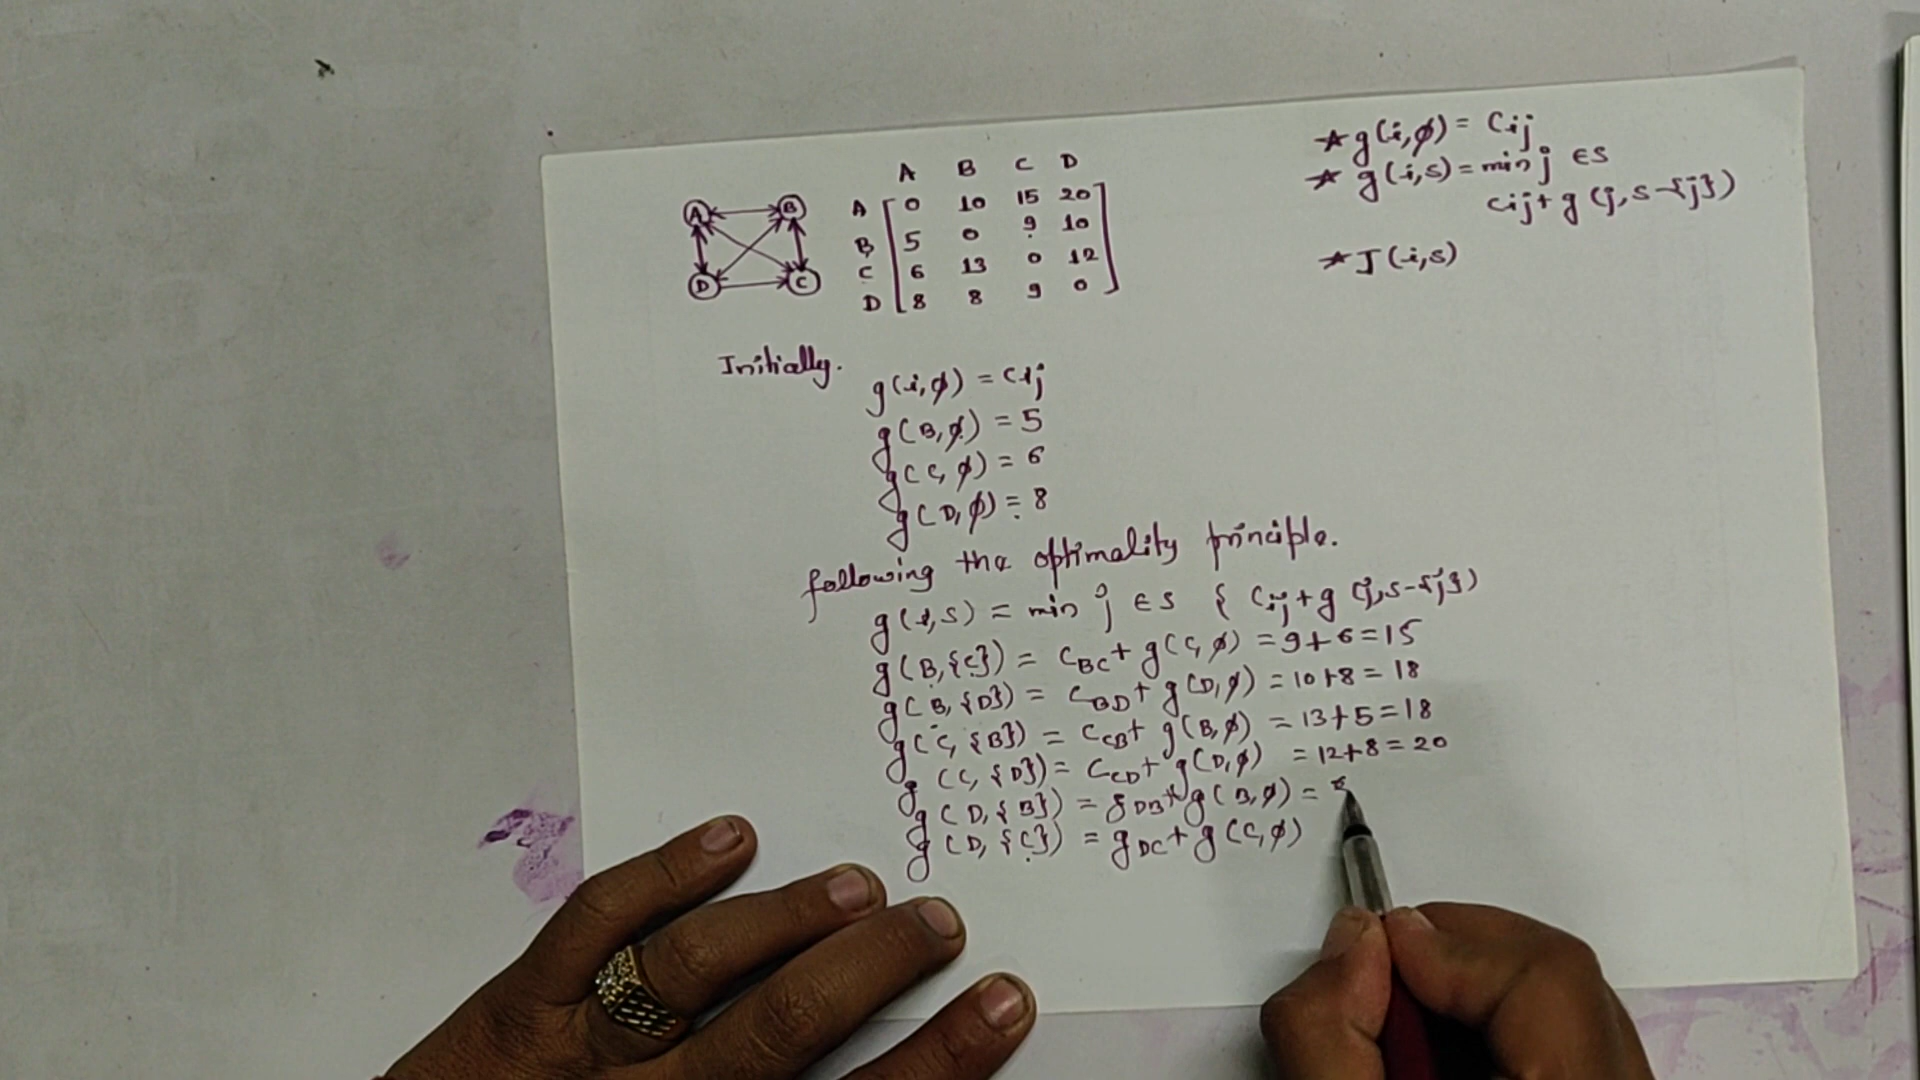 A B C D
A 0 10 15 20
B 5 0 9 10
C 6 13 0 12
D 8 8 9 0
A B
D C
* g(i,ø) = Cij
* g(i,s) = min j ∈ S
Cij + g(j,s-{j})
* J(i,s)
Initially.
g(i,ø) = Cij
g(B,ø) = 5
g(C,ø) = 6
g(D,ø) = 8
following the optimality principle.
g(i,S) = min j ∈ S { Cij + g(j,s-{j})
g(B,{C}) = CBC + g(C,ø) = 9+6=15
g(B,{D}) = CBD + g(D,ø) = 10+8 = 18
g(C,{B}) = CCB + g(B,ø) = 13+5=18
g(C,{D}) = CCD + g(D,ø) = 12+8=20
g(D,{B}) = gDB + g(B,ø) =
g(D,{C}) = gDC + g(C,ø)